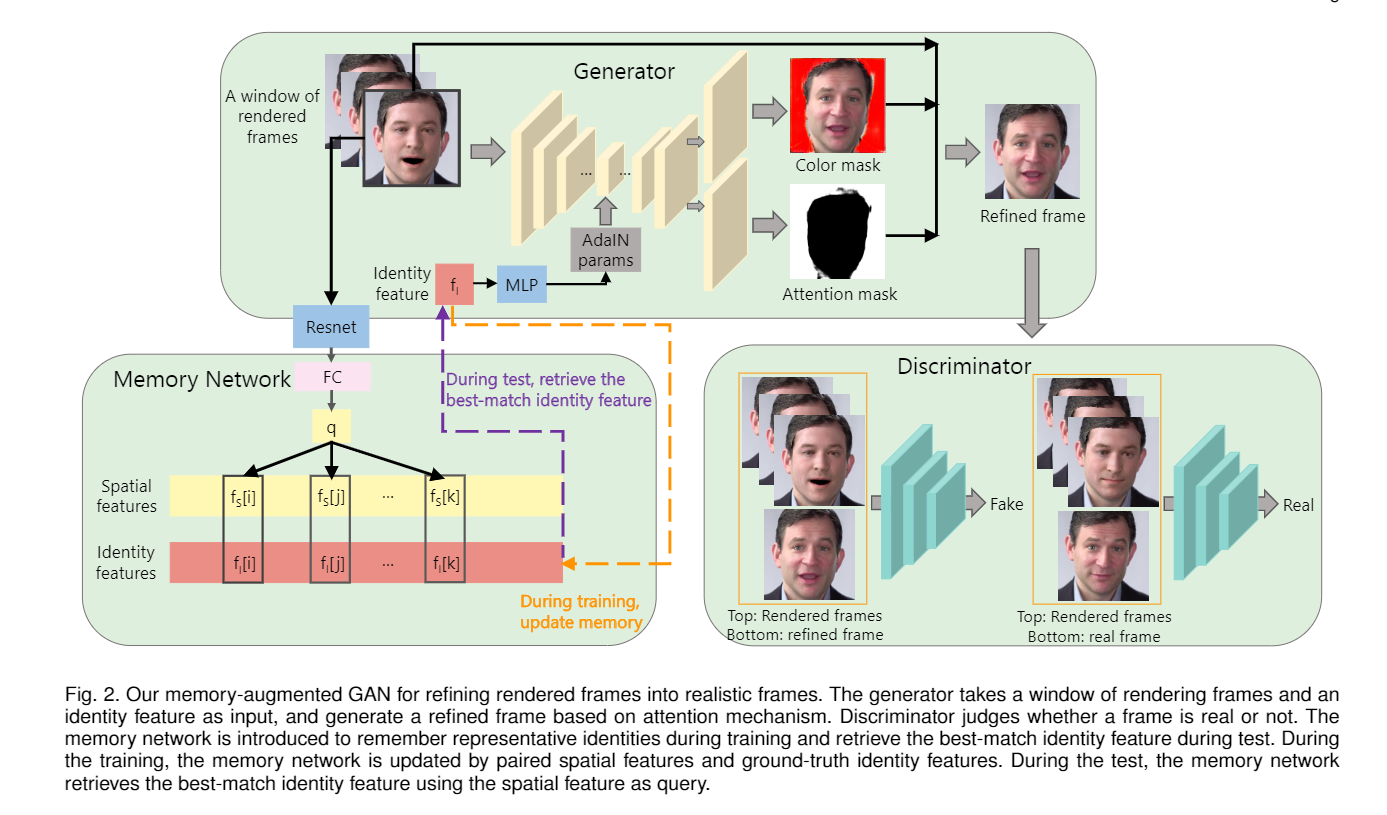 Generator
A window of
rendered
frames
Color mask
Refined frame
AdaIN
params
Attention mask
Identity
feature
fI
MLP
Resnet
Memory Network
FC
q
During test, retrieve the
best-match identity feature
Spatial
features
fS[i]
fS[j]
...
fS[k]
Identity
features
fI[i]
fI[j]
...
fI[k]
During training,
update memory
Discriminator
Fake
Real
Top: Rendered frames
Bottom: refined frame
Top: Rendered frames
Bottom: real frame
Fig. 2. Our memory-augmented GAN for refining rendered frames into realistic frames. The generator takes a window of rendering frames and an
identity feature as input, and generate a refined frame based on attention mechanism. Discriminator judges whether a frame is real or not. The
memory network is introduced to remember representative identities during training and retrieve the best-match identity feature during test. During
the training, the memory network is updated by paired spatial features and ground-truth identity features. During the test, the memory network
retrieves the best-match identity feature using the spatial feature as query.